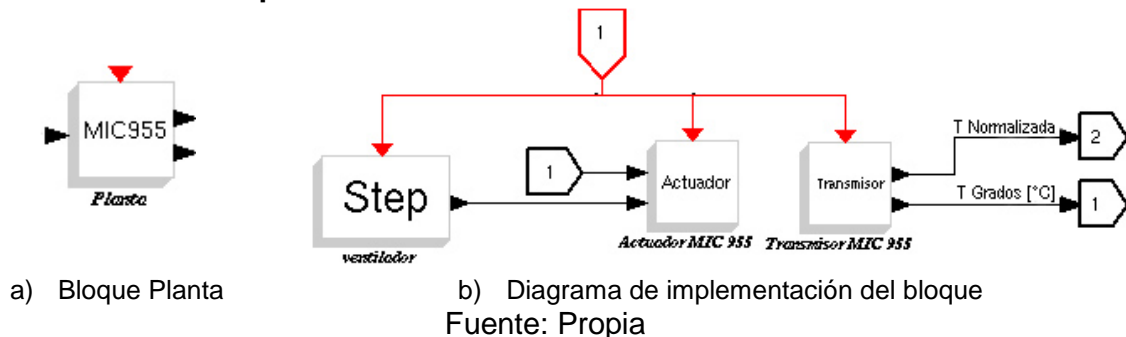 1
MIC955
Planta
Step
ventilador
1
Actuador
Actuador MIC 955
Transmisor
Transmisor MIC 955
T Normalizada
2
T Grados [°C]
1
a) Bloque Planta
b) Diagrama de implementación del bloque
Fuente: Propia